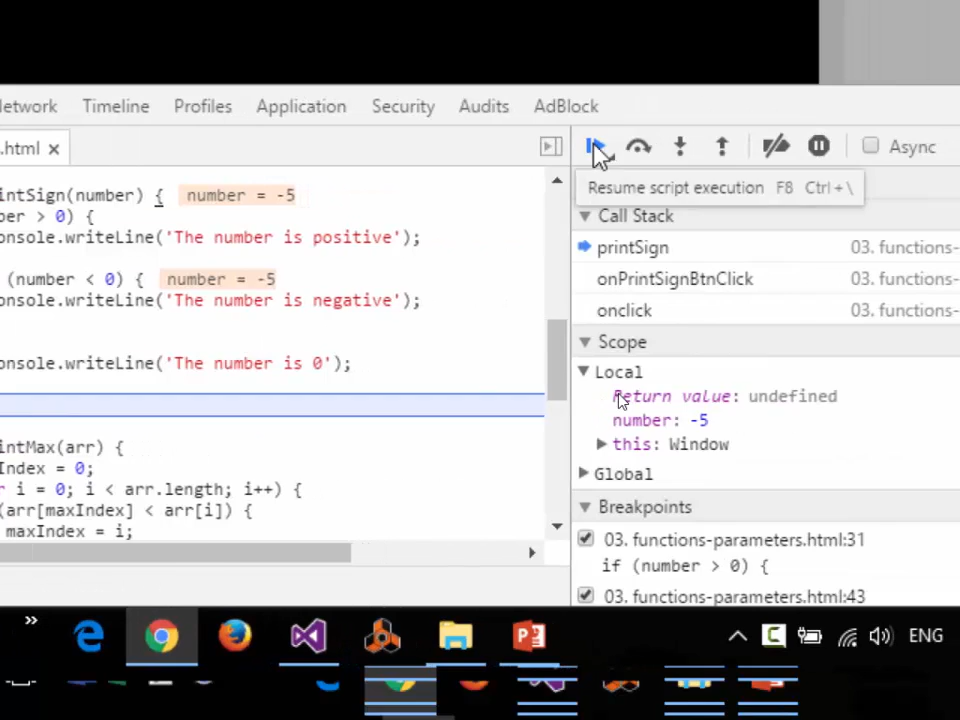 etwork Timeline Profiles Application Security Audits AdBlock
.html ×
Async
Resume script execution F8 Ctrl+\
intSign(number) { number = -5
ber > 0) {
onsole.writeLine('The number is positive');
(number < 0) { number = -5
onsole.writeLine('The number is negative');
onsole.writeLine('The number is 0');
intMax(arr) {
Index = 0;
r i = 0; i < arr.length; i++) {
(arr[maxIndex] < arr[i]) {
maxIndex = i;
Call Stack
printSign 03. functions-
onPrintSignBtnClick 03. functions-
onclick 03. functions-
Scope
Local
Return value: undefined
number: -5
this: Window
Global
Breakpoints
03. functions-parameters.html:31
if (number > 0) {
03. functions-parameters.html:43
ENG